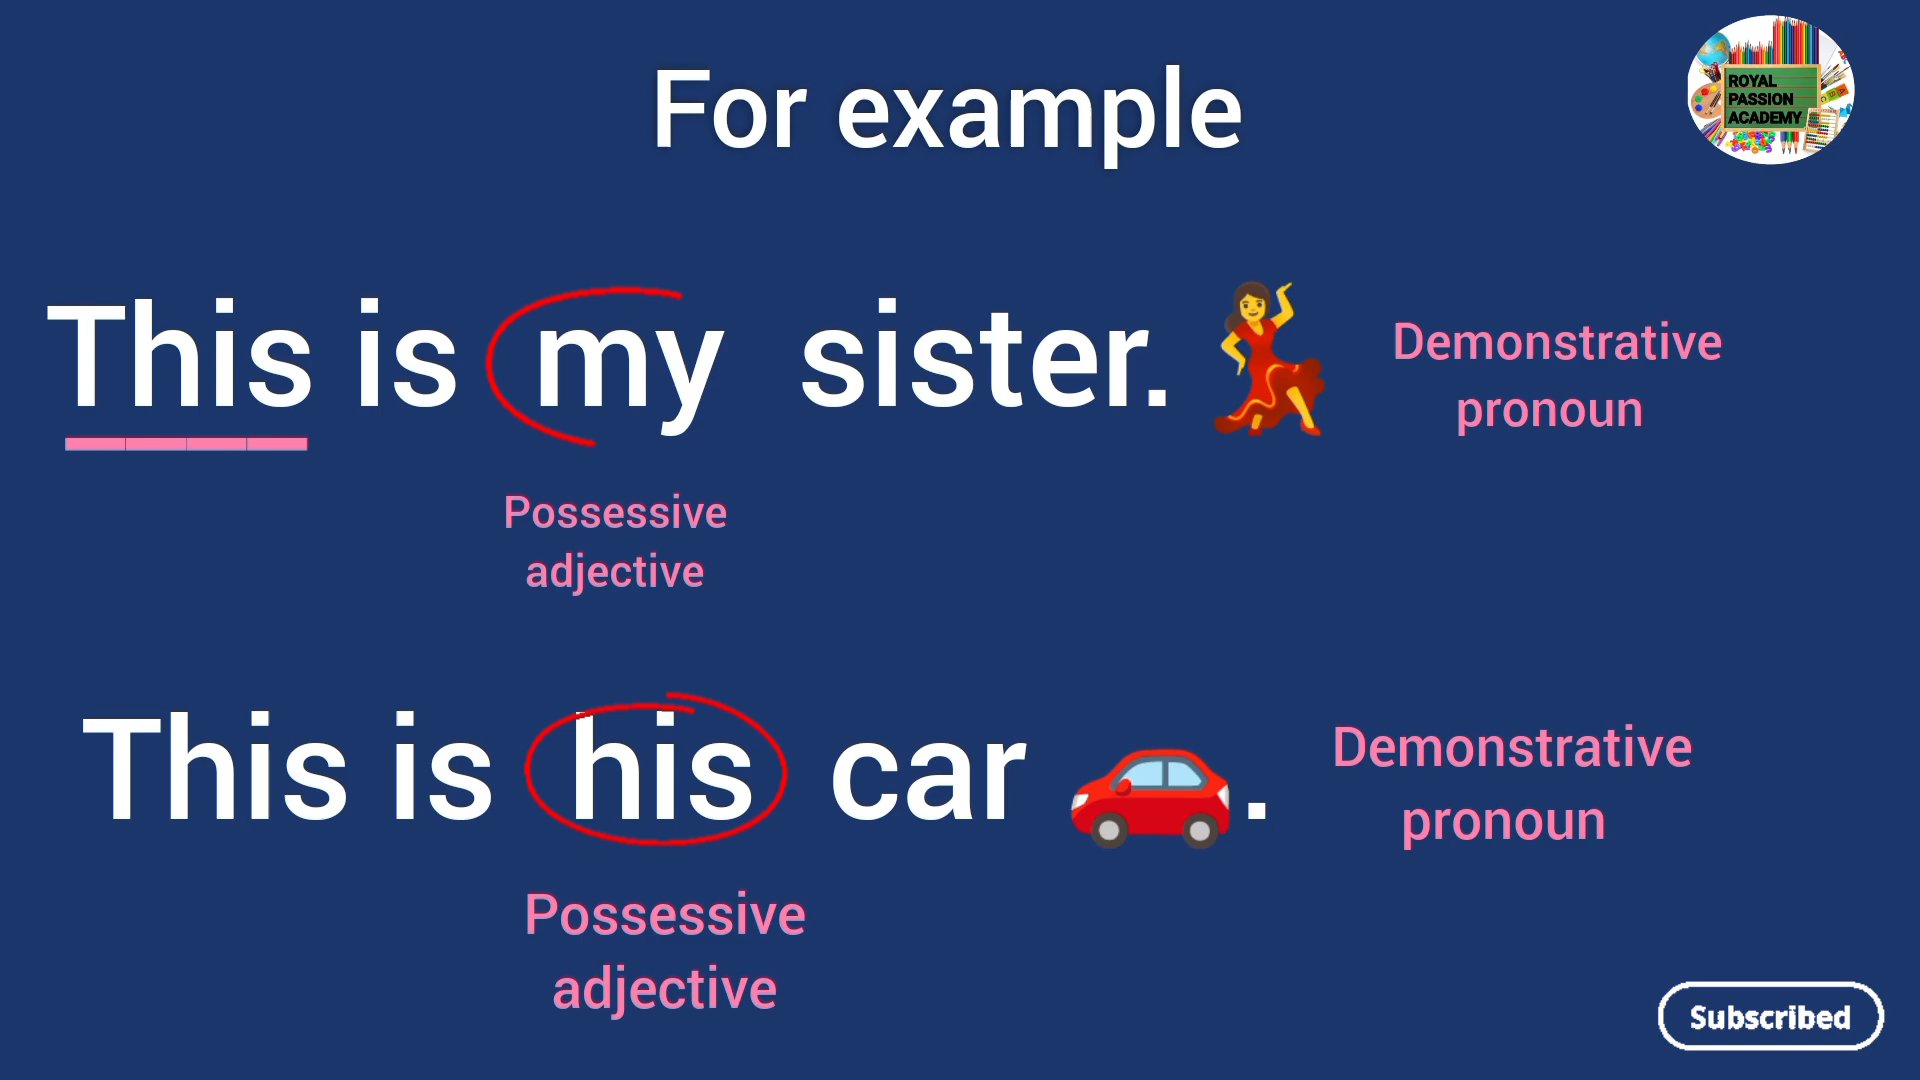 For example
ROYAL
PASSION
ACADEMY
This is my sister.
Demonstrative
pronoun
Possessive
adjective
This is his car .
Demonstrative
pronoun
Possessive
adjective
Subscribed